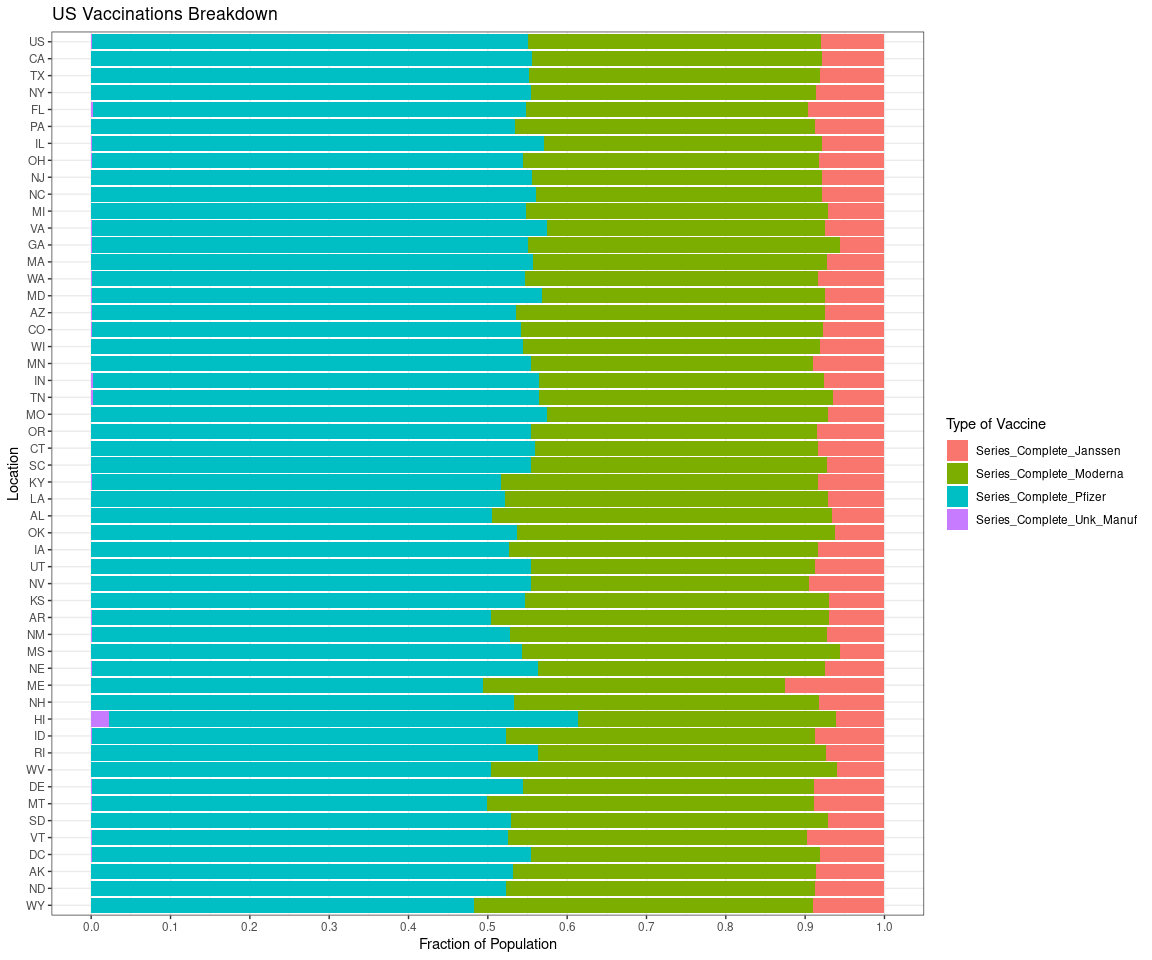 US Vaccinations Breakdown
US
CA
TX
NY
FL
PA
IL
OH
NJ
NC
MI
VA
GA
MA
WA
MD
AZ
CO
WI
MN
IN
TN
MO
OR
CT
SC
KY
LA
AL
OK
IA
UT
NV
KS
AR
NM
MS
NE
ME
NH
HI
ID
RI
WV
DE
MT
SD
VT
DC
AK
ND
WY
Location
0.0 0.1 0.2 0.3 0.4 0.5 0.6 0.7 0.8 0.9 1.0
Fraction of Population
Type of Vaccine
Series_Complete_Janssen
Series_Complete_Moderna
Series_Complete_Pfizer
Series_Complete_Unk_Manuf